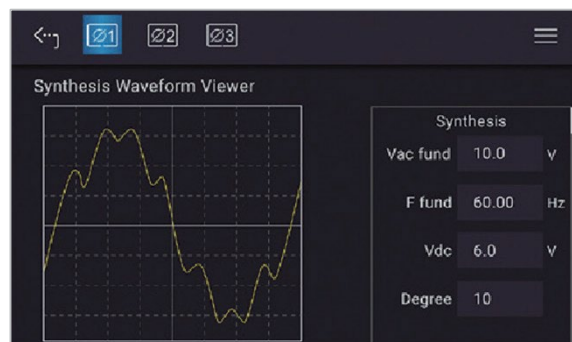 Ø1 Ø2 Ø3
Synthesis Waveform Viewer
Synthesis
Vac fund 10.0 V
F fund 60.00 Hz
Vdc 6.0 V
Degree 10